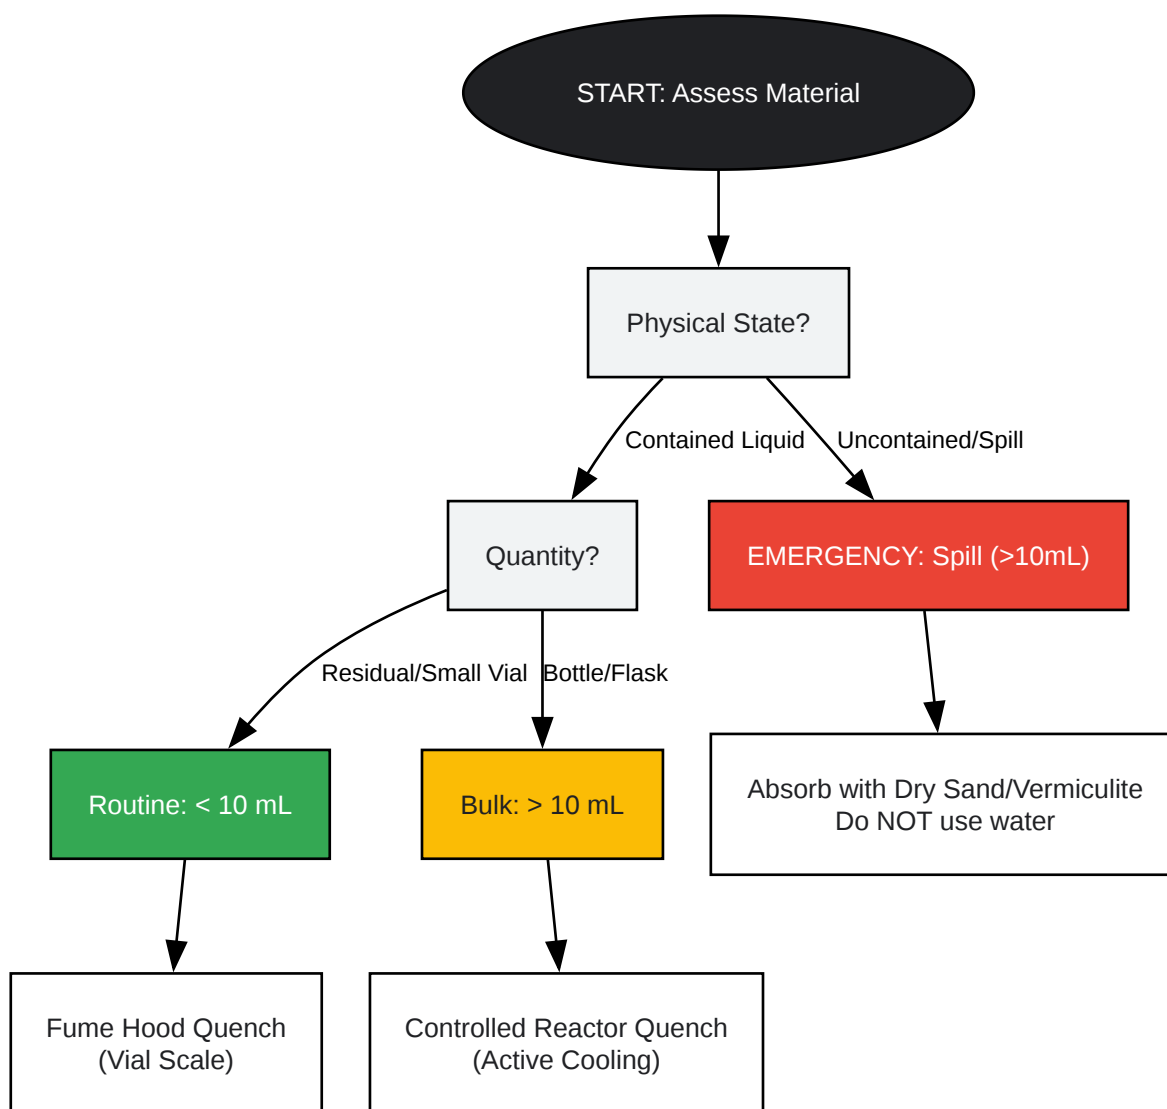 START: Assess Material
Physical State?
Contained Liquid
Uncontained/Spill
Quantity?
EMERGENCY: Spill (>10mL)
Residual/Small Vial
Bottle/Flask
Routine: < 10 mL
Bulk: > 10 mL
Absorb with Dry Sand/Vermiculite
Do NOT use water
Fume Hood Quench
(Vial Scale)
Controlled Reactor Quench
(Active Cooling)